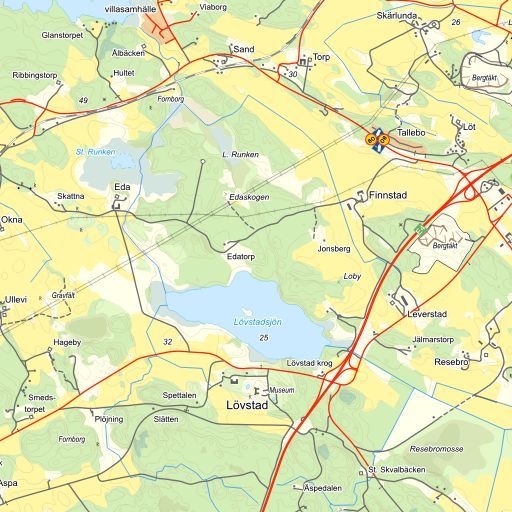 villasamhälle
Viaborg
Skärlunda
26
Glanstorpet
Älbäcken
Sand
Torp
Hultet
Ribbingstorp
30
Bergtäkt
49
Fornborg
Tallebo
Löt
St. Runken
L. Runken
Eda
Skattna
Edaskogen
Finnstad
Okna
Bergtäkt
Jonsberg
Edatorp
Loby
Gravfält
Ullevi
Lövstadsjön
Leverstad
25
Hageby
32
Jälmarstorp
Lövstad krog
Resebro
Museum
Smeds-
torpet
Spettalen
Lövstad
Plöjning
Slätten
Fornborg
Resebromosse
St. Skvalbäcken
Aspa
Äspedalen